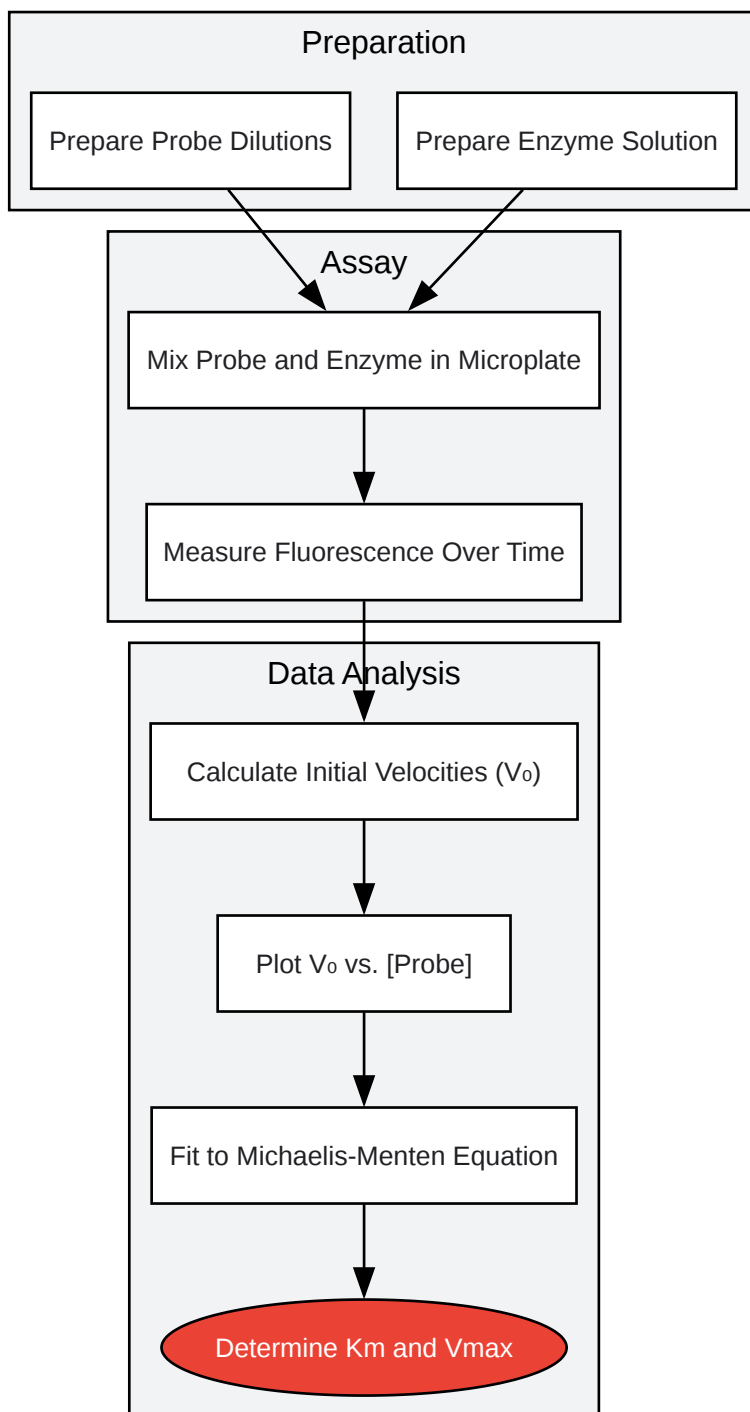 Preparation
Prepare Probe Dilutions
Prepare Enzyme Solution
Assay
Mix Probe and Enzyme in Microplate
Measure Fluorescence Over Time
Data Analysis
Calculate Initial Velocities (V₀)
Plot V₀ vs. [Probe]
Fit to Michaelis-Menten Equation
Determine Km and Vmax